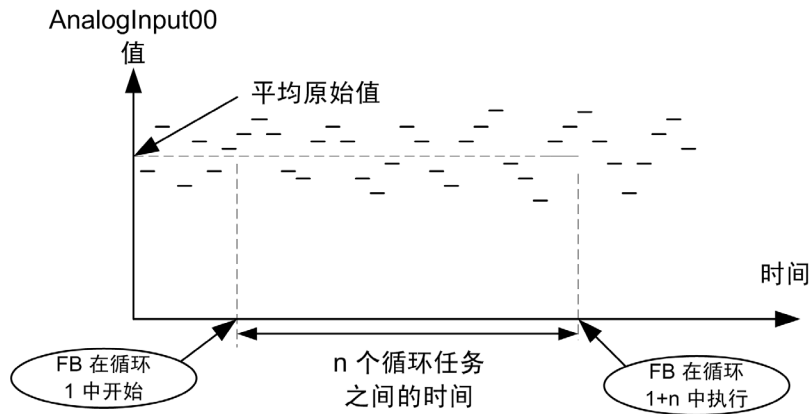 AnalogInput00
值
平均原始值
时间
FB 在循环
1 中开始
n 个循环任务
之间的时间
FB 在循环
1+n 中执行